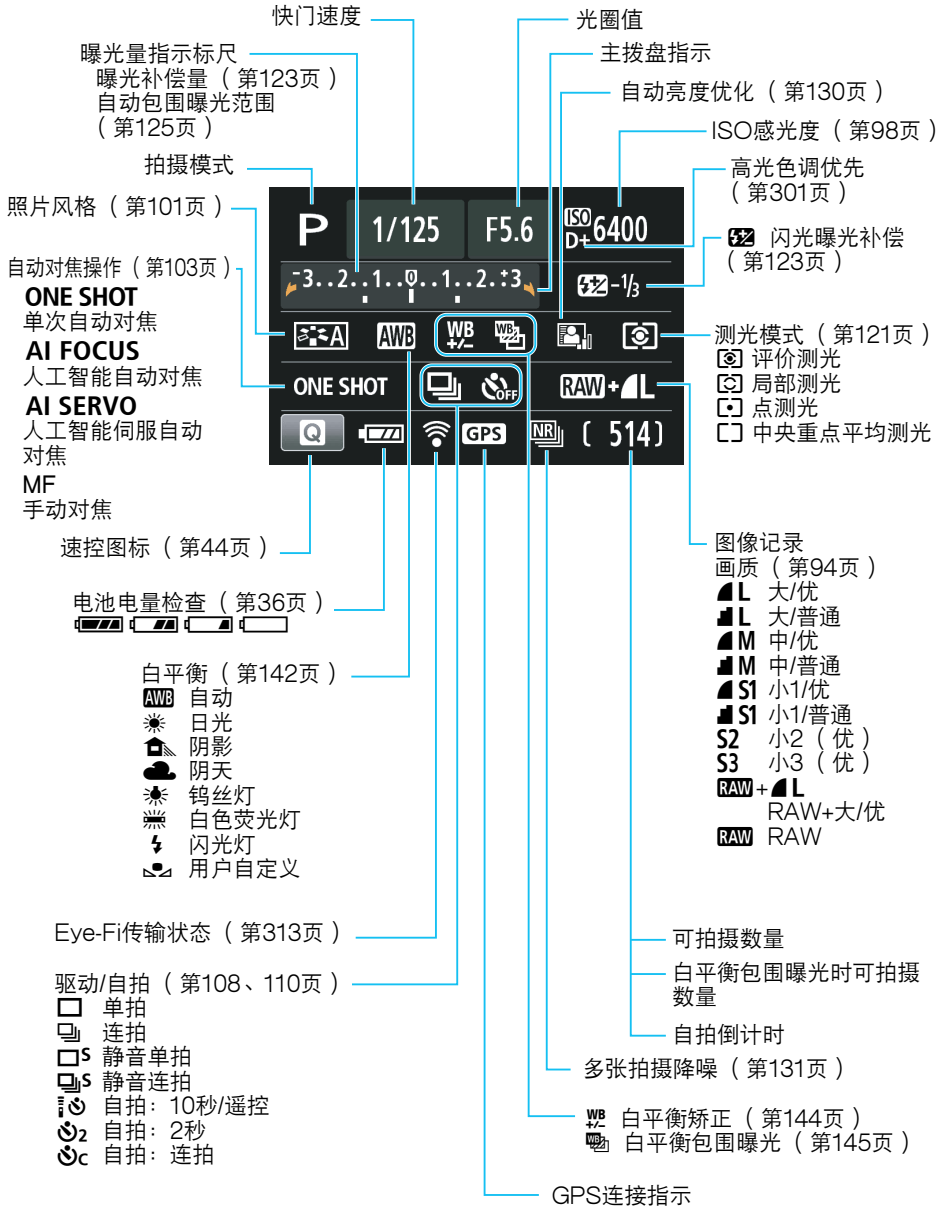 快门速度
光圈值
曝光量指示标尺
曝光补偿量（第123页）
自动包围曝光范围
（第125页）
主拨盘指示
自动亮度优化（第130页）
ISO感光度（第98页）
拍摄模式
高光色调优先
（第301页）
照片风格（第101页）
闪光曝光补偿
（第123页）
自动对焦操作（第103页）
ONE SHOT
单次自动对焦
AI FOCUS
人工智能自动对焦
AI SERVO
人工智能伺服自动
对焦
MF
手动对焦
P 1/125 F5.6 ISO D+ 6400
-3..2..1..0..1..2.:+3 -1/3
A AWB WB +/- WB
ONE SHOT OFF RAW+L
Q GPS NR ( 514)
测光模式（第121页）
评价测光
局部测光
点测光
中央重点平均测光
速控图标（第44页）
电池电量检查（第36页）
白平衡（第142页）
AWB 自动
日光
阴影
阴天
钨丝灯
白色荧光灯
闪光灯
用户自定义
图像记录
画质（第94页）
L 大/优
L 大/普通
M 中/优
M 中/普通
S1 小1/优
S1 小1/普通
S2 小2（优）
S3 小3（优）
RAW+L
RAW+大/优
RAW RAW
Eye-Fi传输状态（第313页）
驱动/自拍（第108、110页）
单拍
连拍
S 静音单拍
S 静音连拍
自拍：10秒/遥控
2 自拍：2秒
C 自拍：连拍
可拍摄数量
白平衡包围曝光时可拍摄
数量
自拍倒计时
多张拍摄降噪（第131页）
WB +/- 白平衡矫正（第144页）
WB 白平衡包围曝光（第145页）
GPS连接指示